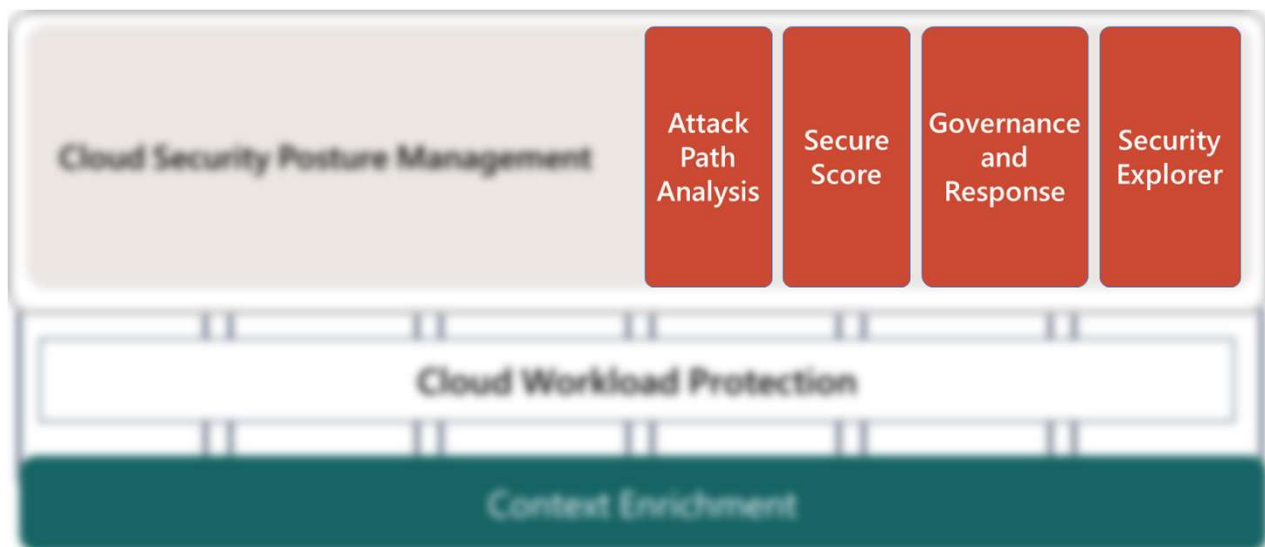 Cloud Security Posture Management
Attack
Path
Analysis
Secure
Score
Governance
and
Response
Security
Explorer
Cloud Workload Protection
Context Enrichment